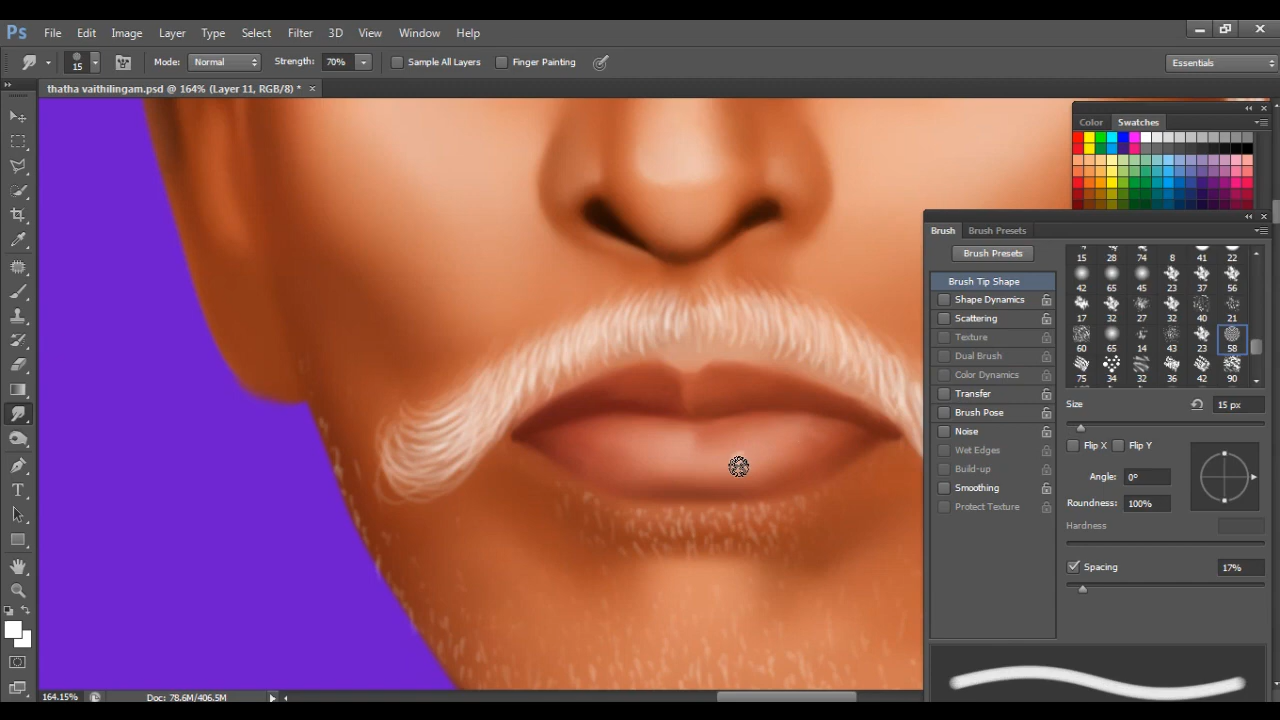 Ps File Edit Image Layer Type Select Filter 3D View Window Help
15 Mode: Normal Strength: 70% Sample All Layers Finger Painting Essentials
thatha vaithilingam.psd @ 164% (Layer 11, RGB/8) * ×
Color Swatches
Brush Brush Presets
Brush Presets
Brush Tip Shape
Shape Dynamics
Scattering
Texture
Dual Brush
Color Dynamics
Transfer
Brush Pose
Noise
Wet Edges
Build-up
Smoothing
Protect Texture
15 28 74 8 41 22
42 65 45 23 37 56
17 32 27 32 40 21
60 65 14 43 23 58
75 34 32 36 42 90
Size 15 px
Flip X Flip Y
Angle: 0°
Roundness: 100%
Hardness
Spacing 17%
164.15% Doc: 78.6M/406.5M